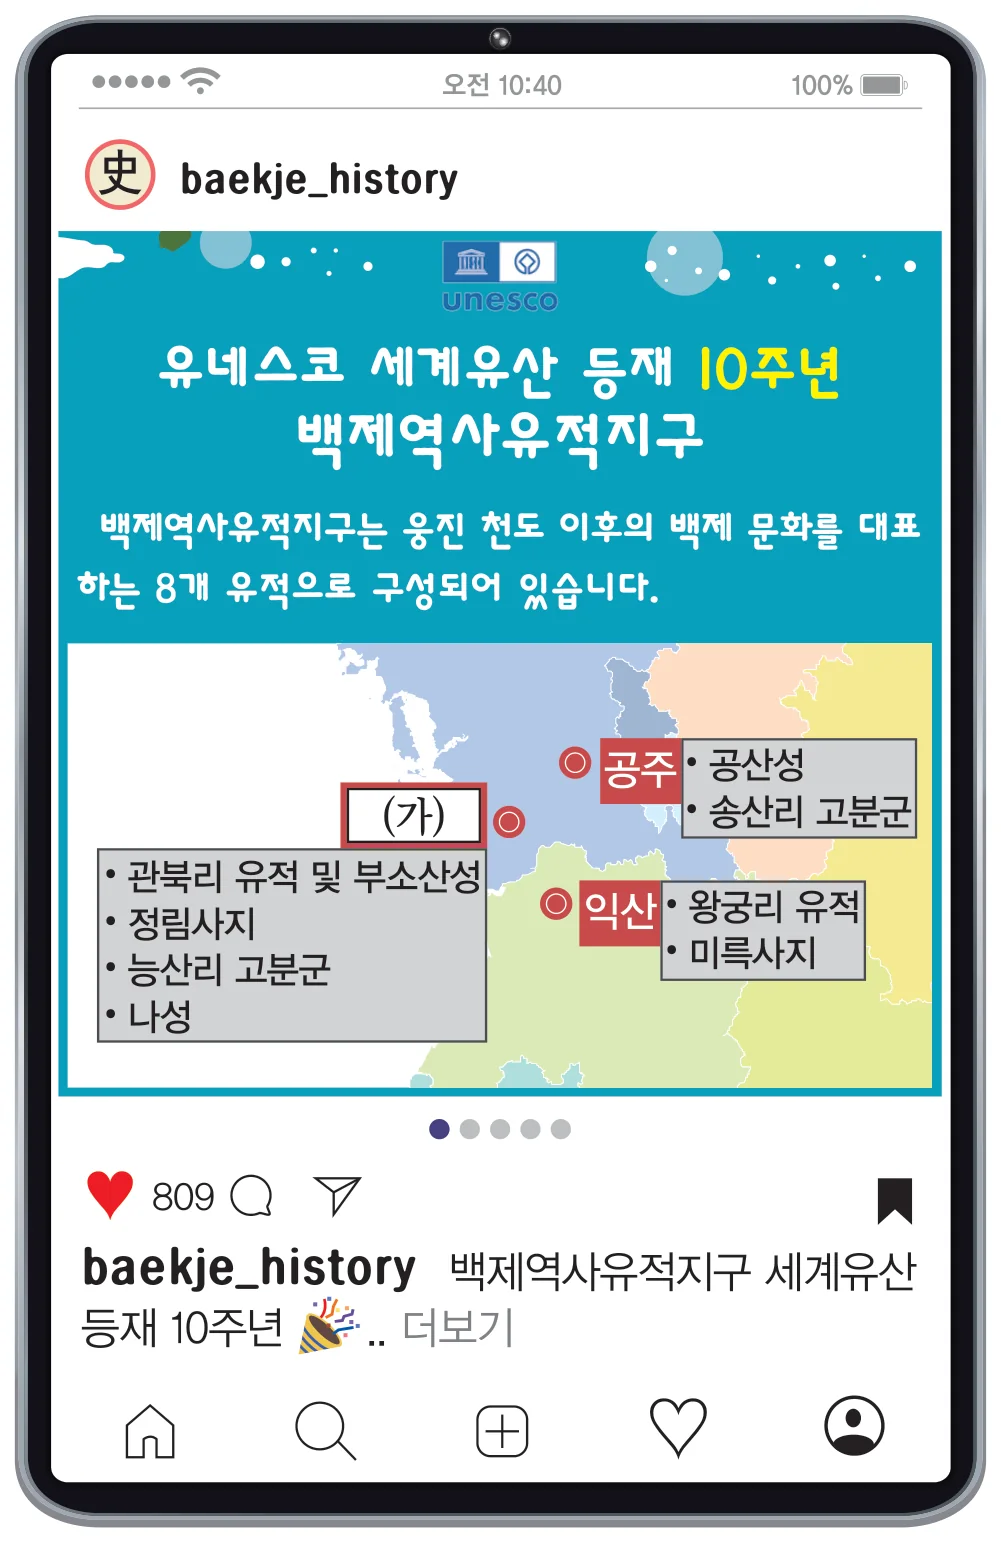 오전 10:40
100%
史
baekje_history
unesco
유네스코 세계유산 등재 10주년
백제역사유적지구
백제역사유적지구는 웅진 천도 이후의 백제 문화를 대표
하는 8개 유적으로 구성되어 있습니다.
공주
• 공산성
• 송산리 고분군
(가)
• 관북리 유적 및 부소산성
• 정림사지
• 능산리 고분군
• 나성
익산
• 왕궁리 유적
• 미륵사지
809
baekje_history 백제역사유적지구 세계유산
등재 10주년 🎉 .. 더보기